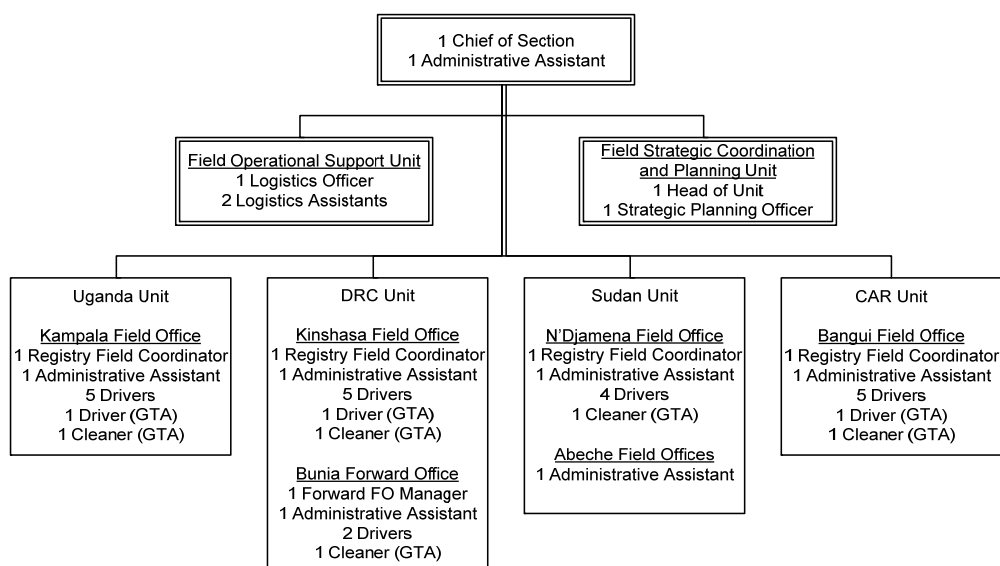 1 Chief of Section
1 Administrative Assistant
Field Operational Support Unit
1 Logistics Officer
2 Logistics Assistants
Field Strategic Coordination
and Planning Unit
1 Head of Unit
1 Strategic Planning Officer
Uganda Unit
Kampala Field Office
1 Registry Field Coordinator
1 Administrative Assistant
5 Drivers
1 Driver (GTA)
1 Cleaner (GTA)
DRC Unit
Kinshasa Field Office
1 Registry Field Coordinator
1 Administrative Assistant
5 Drivers
1 Driver (GTA)
1 Cleaner (GTA)
Bunia Forward Office
1 Forward FO Manager
1 Administrative Assistant
2 Drivers
1 Cleaner (GTA)
Sudan Unit
N'Djamena Field Office
1 Registry Field Coordinator
1 Administrative Assistant
4 Drivers
1 Cleaner (GTA)
Abeche Field Offices
1 Administrative Assistant
CAR Unit
Bangui Field Office
1 Registry Field Coordinator
1 Administrative Assistant
5 Drivers
1 Driver (GTA)
1 Cleaner (GTA)